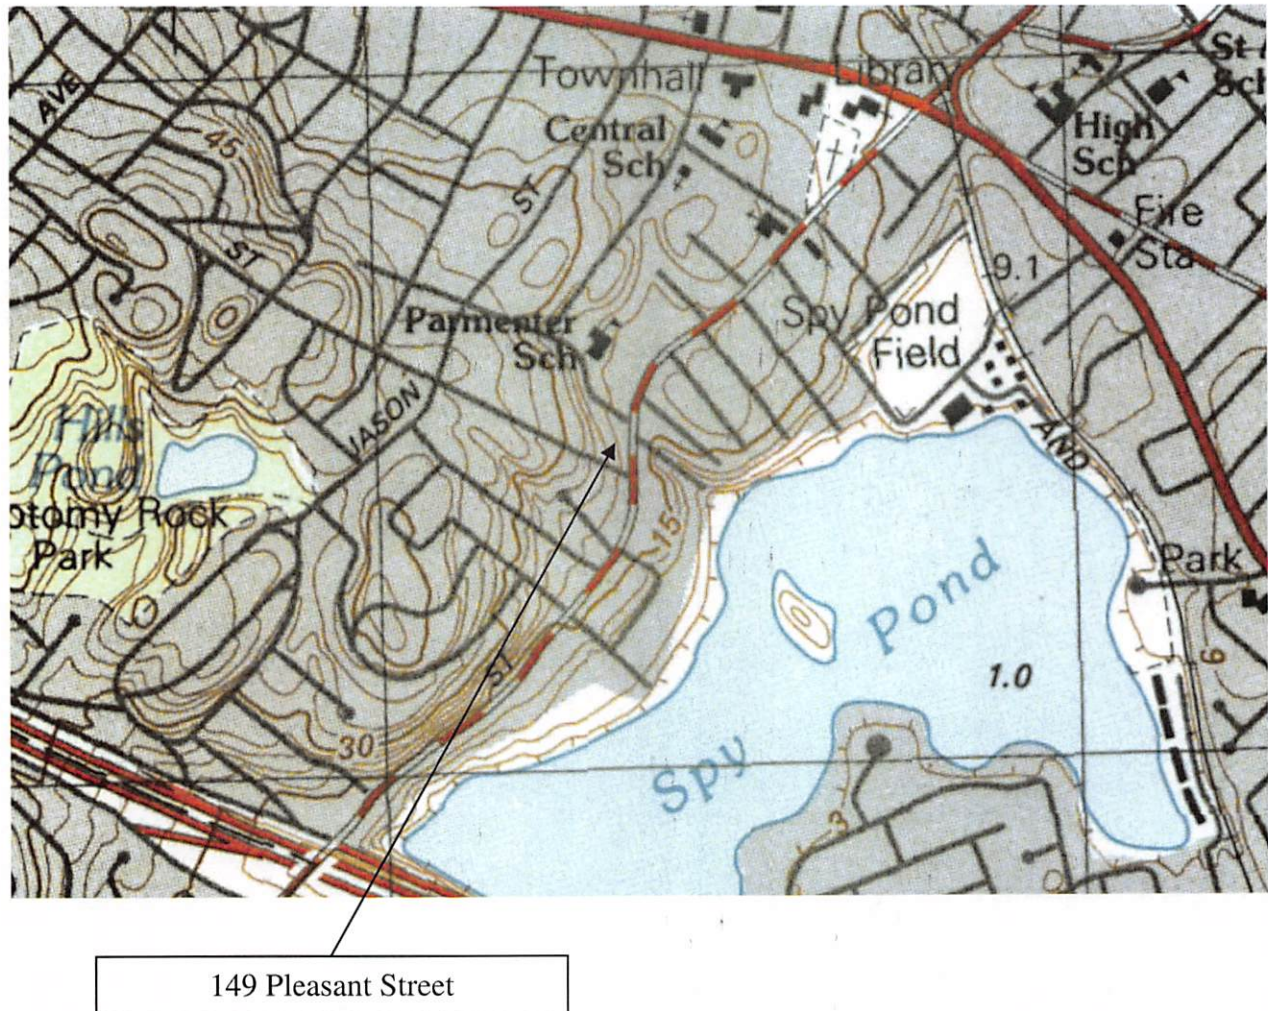 AVE
Townhall
Library
St
Sch
45
Central
Sch
High
Sch
ST
Fire
Sta
ST
9.1
Parmenter
Sch
Spy Pond
Field
JASON
Hills
Pond
AND
otomy Rock
Park
15
Pond
Park
ST
1.0
6
30
Spy
3
149 Pleasant Street